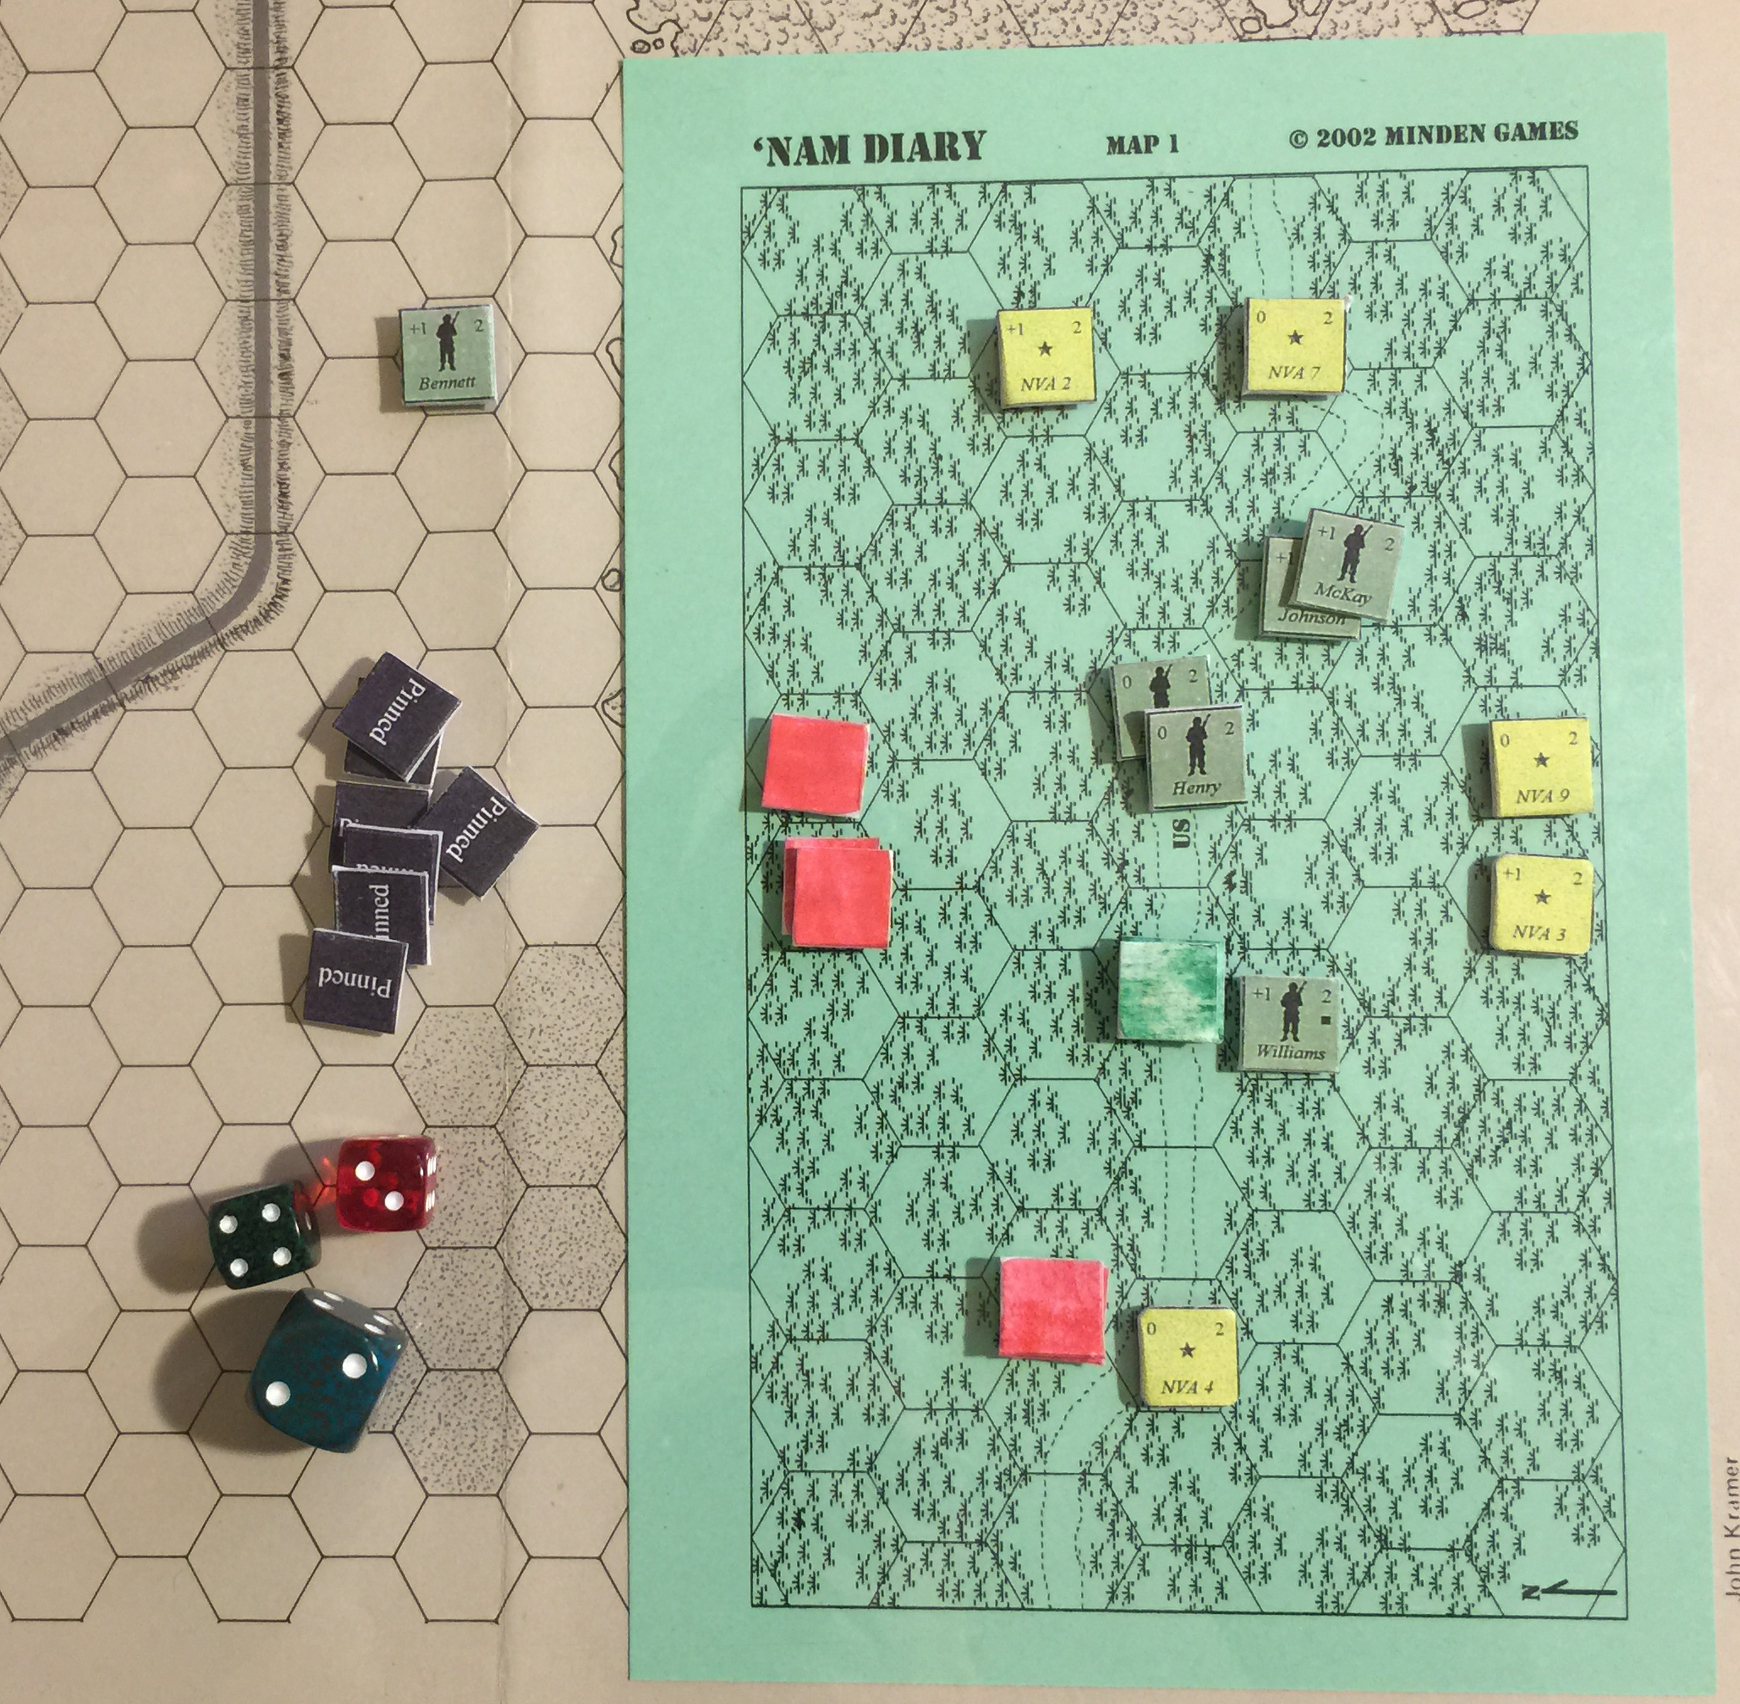 ‘NAM DIARY MAP 1 © 2002 MINDEN GAMES
+1 2
Bennett
+1 2
NVA 2
0 2
NVA 7
+1 2
McKay
+1
Johnson
0 2
0 2
Henry
US
0 2
NVA 9
+1 2
NVA 3
+1 2
Williams
0 2
NVA 4
N
Pinned
Pinned
Pinned
John Kramer